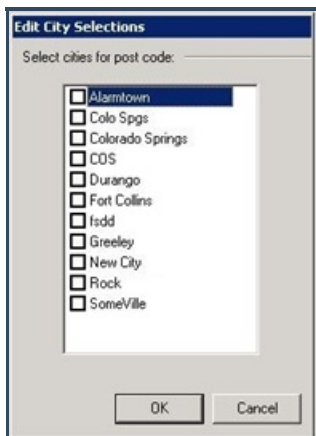 Edit City Selections
Select cities for post code:
Alarmtown
Colo Spgs
Colorado Springs
COS
Durango
Fort Collins
fsdd
Greeley
New City
Rock
SomeVille
OK Cancel